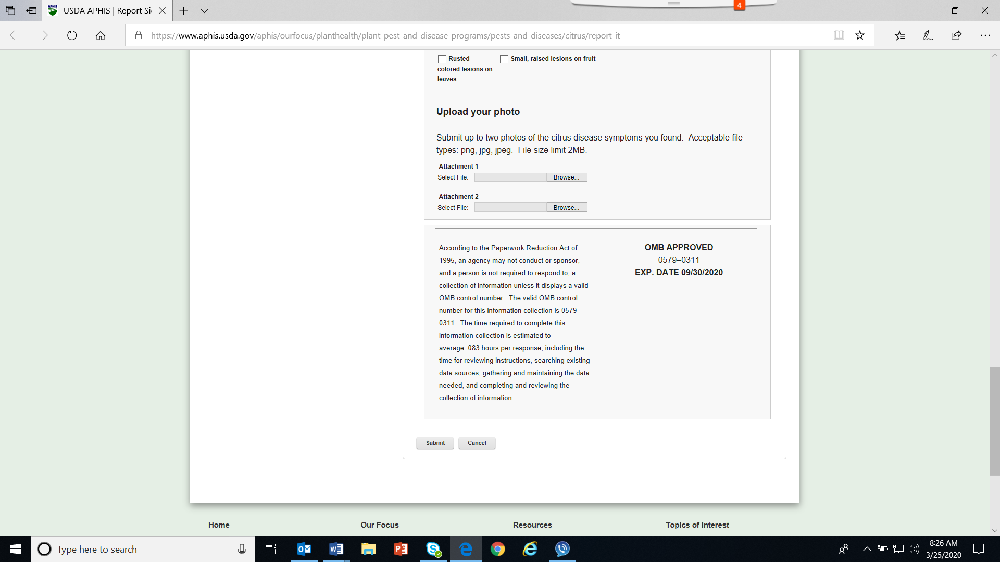 APHIS
USDA APHIS | Report Si
4
https://www.aphis.usda.gov/aphis/ourfocus/planthealth/plant-pest-and-disease-programs/pests-and-diseases/citrus/report-it
Rusted colored lesions on leaves
Small, raised lesions on fruit
Upload your photo
Submit up to two photos of the citrus disease symptoms you found.  Acceptable file
types: png, jpg, jpeg.  File size limit 2MB.
Attachment 1
Select File: Browse...
Attachment 2
Select File: Browse...
According to the Paperwork Reduction Act of
1995, an agency may not conduct or sponsor,
and a person is not required to respond to, a
collection of information unless it displays a valid
OMB control number.  The valid OMB control
number for this information collection is 0579-
0311.  The time required to complete this
information collection is estimated to
average .083 hours per response, including the
time for reviewing instructions, searching existing
data sources, gathering and maintaining the data
needed, and completing and reviewing the
collection of information.
OMB APPROVED
0579–0311
EXP. DATE 09/30/2020
Submit Cancel
Home Our Focus Resources Topics of Interest
Type here to search
8:26 AM
3/25/2020